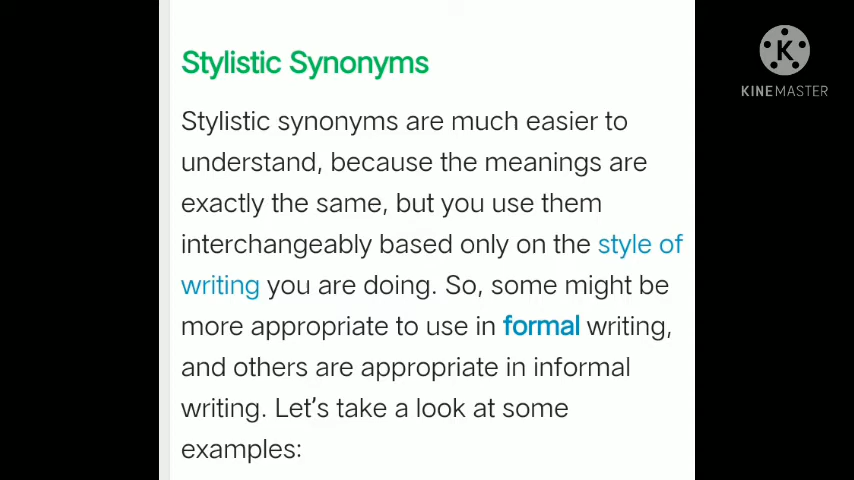 Stylistic Synonyms
Stylistic synonyms are much easier to
understand, because the meanings are
exactly the same, but you use them
interchangeably based only on the style of
writing you are doing. So, some might be
more appropriate to use in formal writing,
and others are appropriate in informal
writing. Let's take a look at some
examples:
K
KINEMASTER